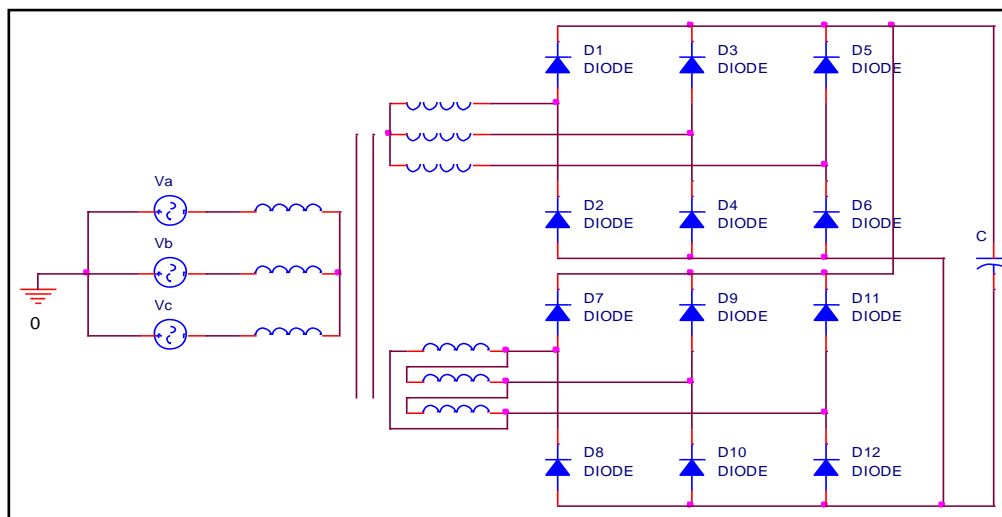 D1
DIODE
D3
DIODE
D5
DIODE
Va
D2
DIODE
D4
DIODE
D6
DIODE
C
Vb
Vc
0
D7
DIODE
D9
DIODE
D11
DIODE
D8
DIODE
D10
DIODE
D12
DIODE